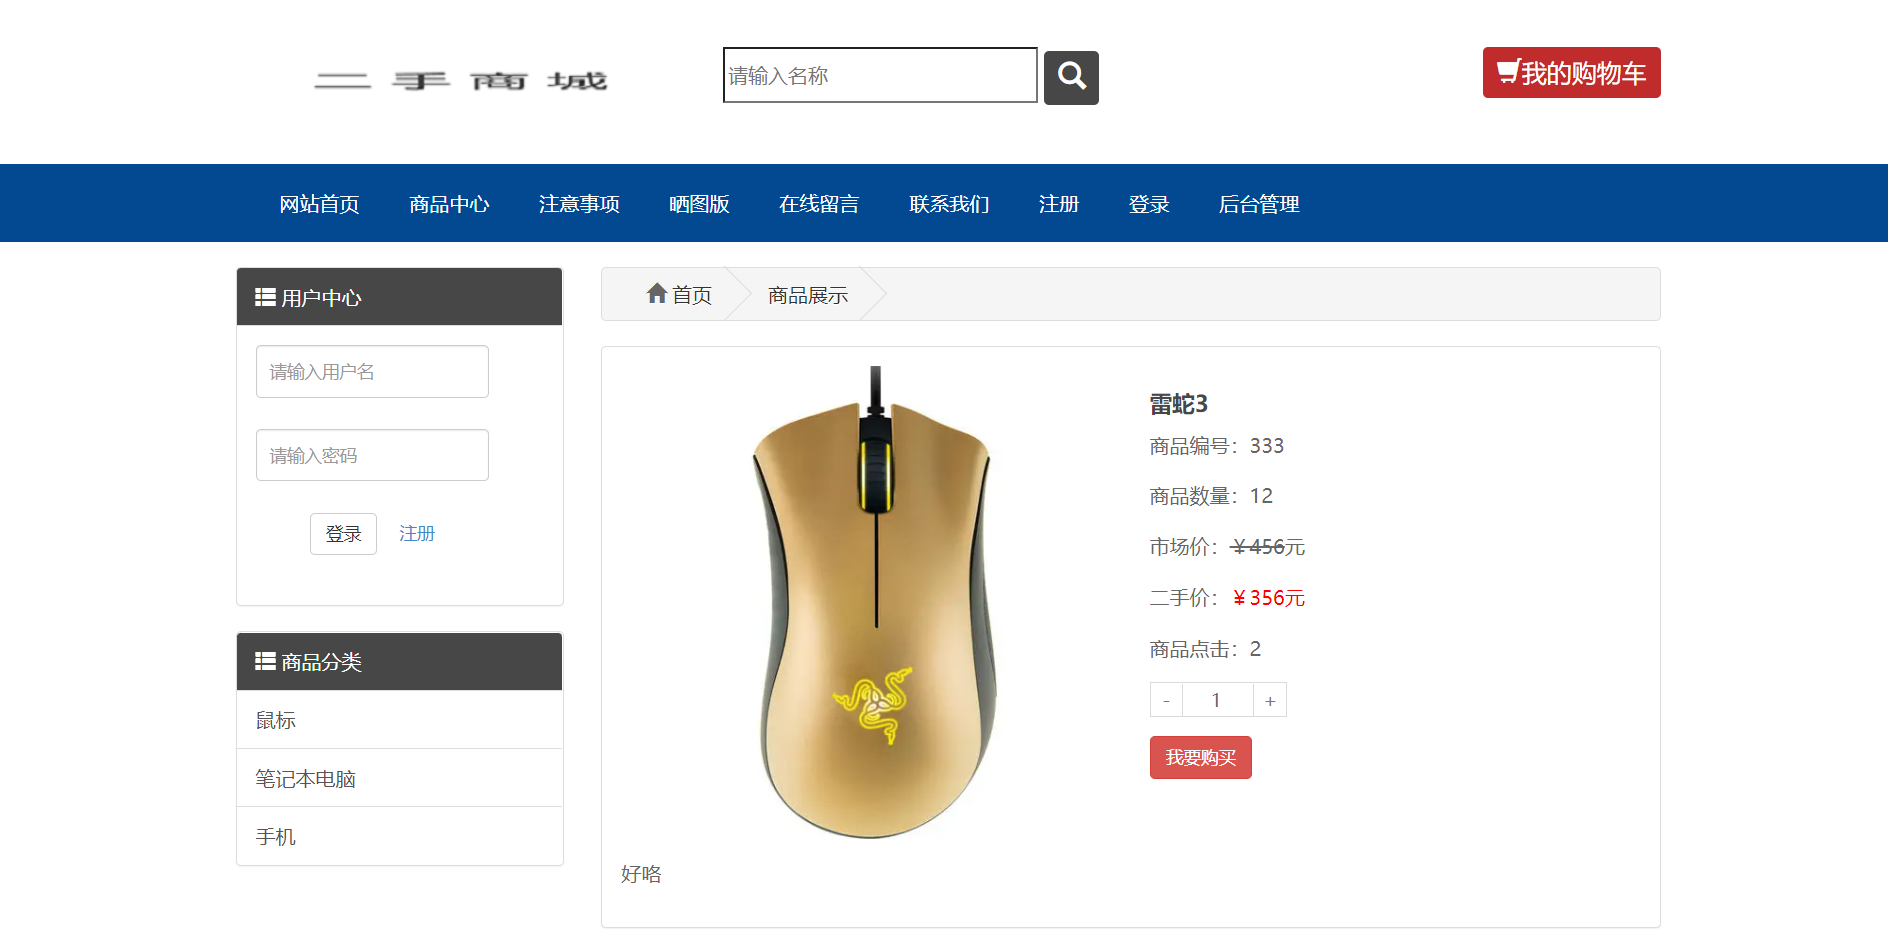 二手商城
请输入名称
我的购物车
网站首页 商品中心 注意事项 晒图版 在线留言 联系我们 注册 登录 后台管理
用户中心
请输入用户名
请输入密码
登录 注册
商品分类
鼠标
笔记本电脑
手机
首页 商品展示
雷蛇3
商品编号：333
商品数量：12
市场价：￥456元
二手价：￥356元
商品点击：2
- 1 +
我要购买
好咯